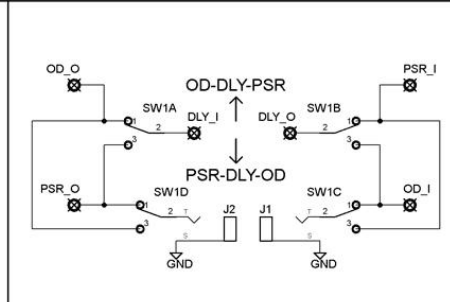 OD_O
PSR_I
OD-DLY-PSR
SW1A
DLY_I
DLY_O
SW1B
1
2
3
2
1
3
PSR-DLY-OD
PSR_O
SW1D
J2
J1
SW1C
OD_I
1
2
3
T
S
T
S
2
1
3
GND
GND